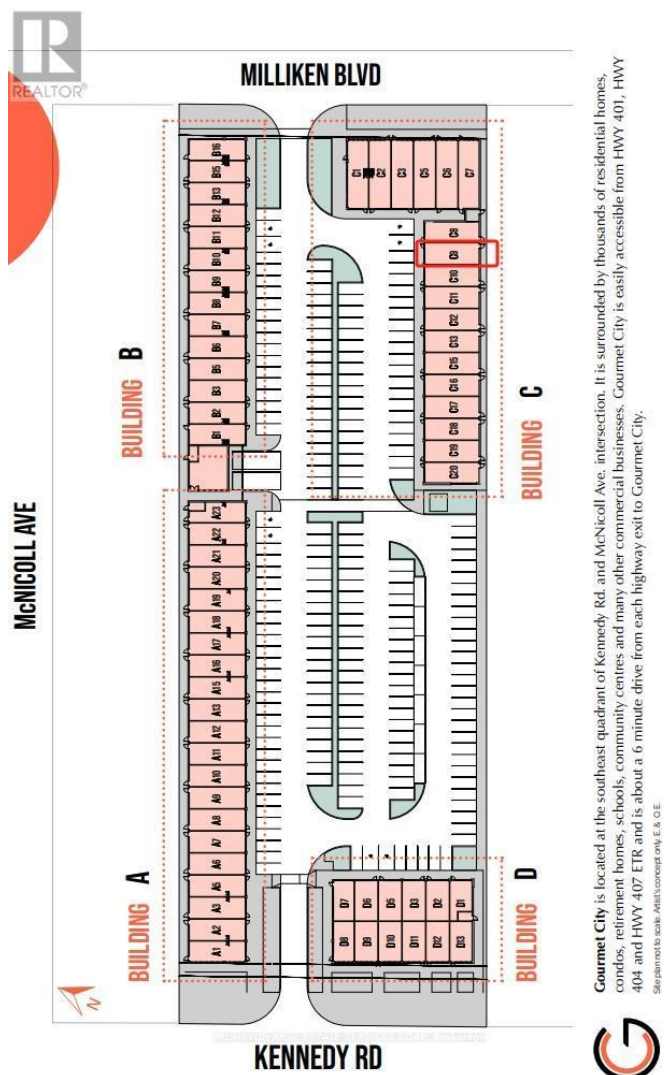 REALTOR®
MILLIKEN BLVD
McNICOLL AVE
BUILDING B
B16
B15
B13
B12
B11
B10
B9
B8
B7
B6
B5
B3
B2
B1
BUILDING A
A23
A22
A21
A20
A19
A18
A17
A16
A15
A13
A12
A11
A10
A9
A8
A7
A6
A5
A3
A2
A1
C1
C2
C3
C5
C6
C7
C8
C9
C10
C11
C12
C13
C15
C16
C17
C18
C19
C20
BUILDING C
D7
D6
D5
D3
D2
D1
D8
D9
D10
D11
D12
D13
BUILDING D
N
KENNEDY RD
Gourmet City is located at the southeast quadrant of Kennedy Rd. and McNicoll Ave. intersection. It is surrounded by thousands of residential homes,
condos, retirement homes, schools, community centres and many other commercial businesses. Gourmet City is easily accessible from HWY 401, HWY
404 and HWY 407 ETR and is about a 6 minute drive from each highway exit to Gourmet City.
Site plan not to scale. Artist's concept only. E. & O.E.